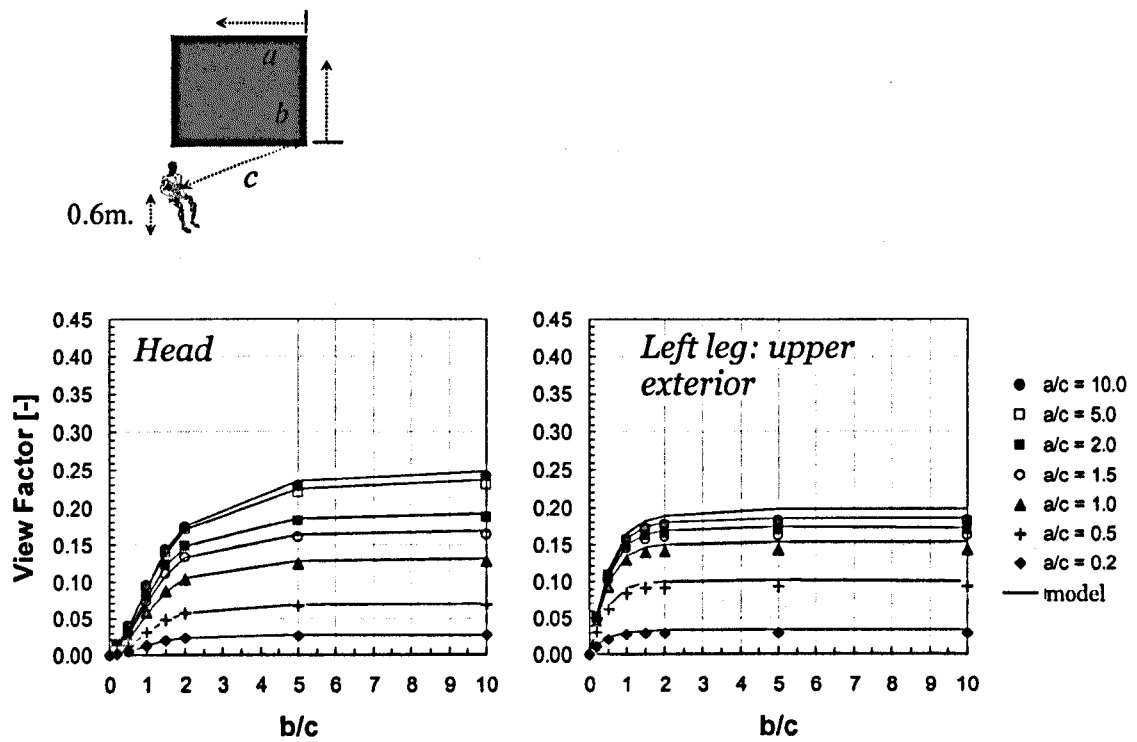 a
b
c
0.6m.
Head
Left leg: upper
exterior
View Factor [-]
0.45
0.40
0.35
0.30
0.25
0.20
0.15
0.10
0.05
0.00
0 1 2 3 4 5 6 7 8 9 10
b/c
0.45
0.40
0.35
0.30
0.25
0.20
0.15
0.10
0.05
0.00
0 1 2 3 4 5 6 7 8 9 10
b/c
a/c = 10.0
a/c = 5.0
a/c = 2.0
a/c = 1.5
a/c = 1.0
a/c = 0.5
a/c = 0.2
model